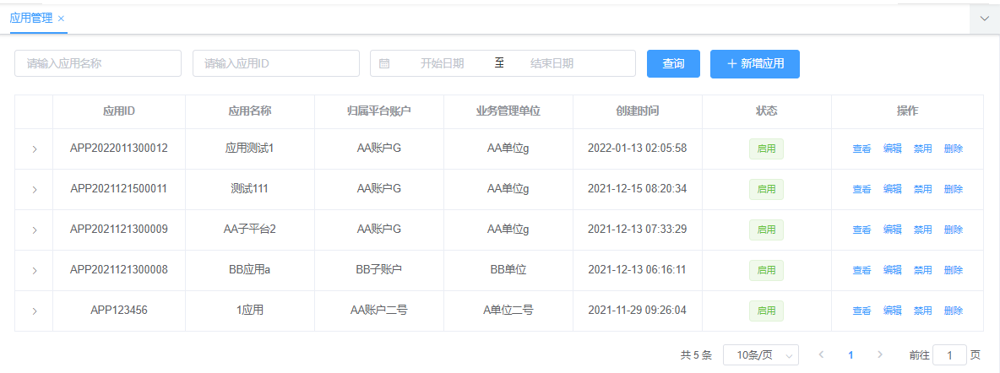 应用管理 ×
请输入应用名称 请输入应用ID 开始日期 至 结束日期 查询 + 新增应用
应用ID 应用名称 归属平台账户 业务管理单位 创建时间 状态 操作
APP2022011300012 应用测试1 AA账户G AA单位g 2022-01-13 02:05:58 启用 查看 编辑 禁用 删除
APP2021121500011 测试111 AA账户G AA单位g 2021-12-15 08:20:34 启用 查看 编辑 禁用 删除
APP2021121300009 AA子平台2 AA账户G AA单位g 2021-12-13 07:33:29 启用 查看 编辑 禁用 删除
APP2021121300008 BB应用a BB子账户 BB单位 2021-12-13 06:16:11 启用 查看 编辑 禁用 删除
APP123456 1应用 AA账户二号 A单位二号 2021-11-29 09:26:04 启用 查看 编辑 禁用 删除
共 5 条 10条/页 1 前往 1 页